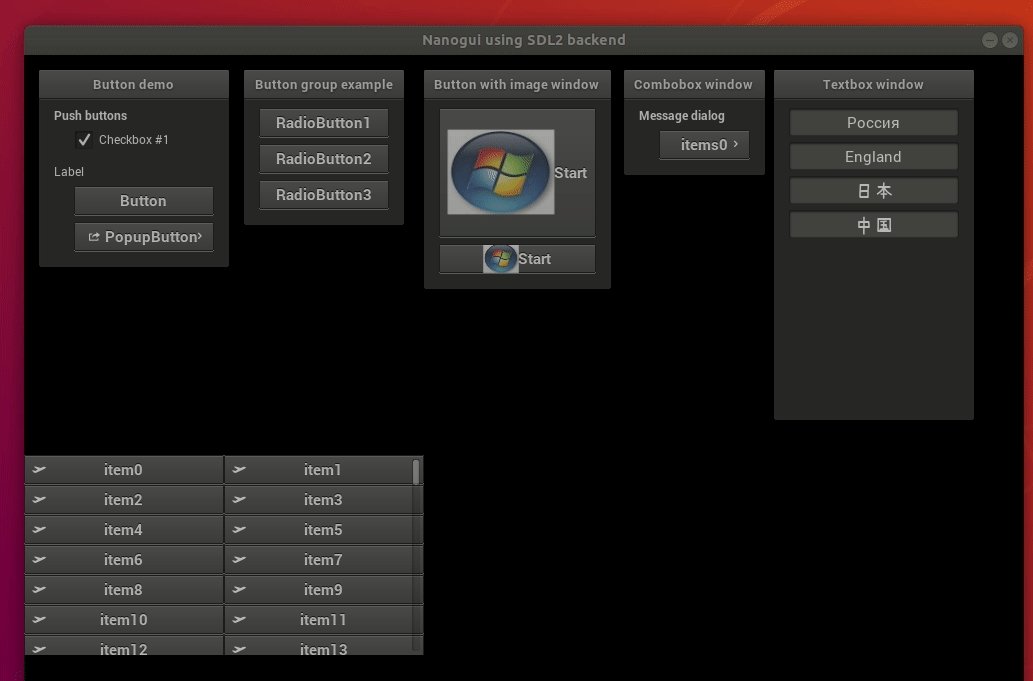 Nanogui using SDL2 backend
Button demo
Push buttons
Checkbox #1
Label
Button
PopupButton
Button group example
RadioButton1
RadioButton2
RadioButton3
Button with image window
Start
Start
Combobox window
Message dialog
items0
Textbox window
Россия
England
日本
中国
item0
item1
item2
item3
item4
item5
item6
item7
item8
item9
item10
item11
item12
item13